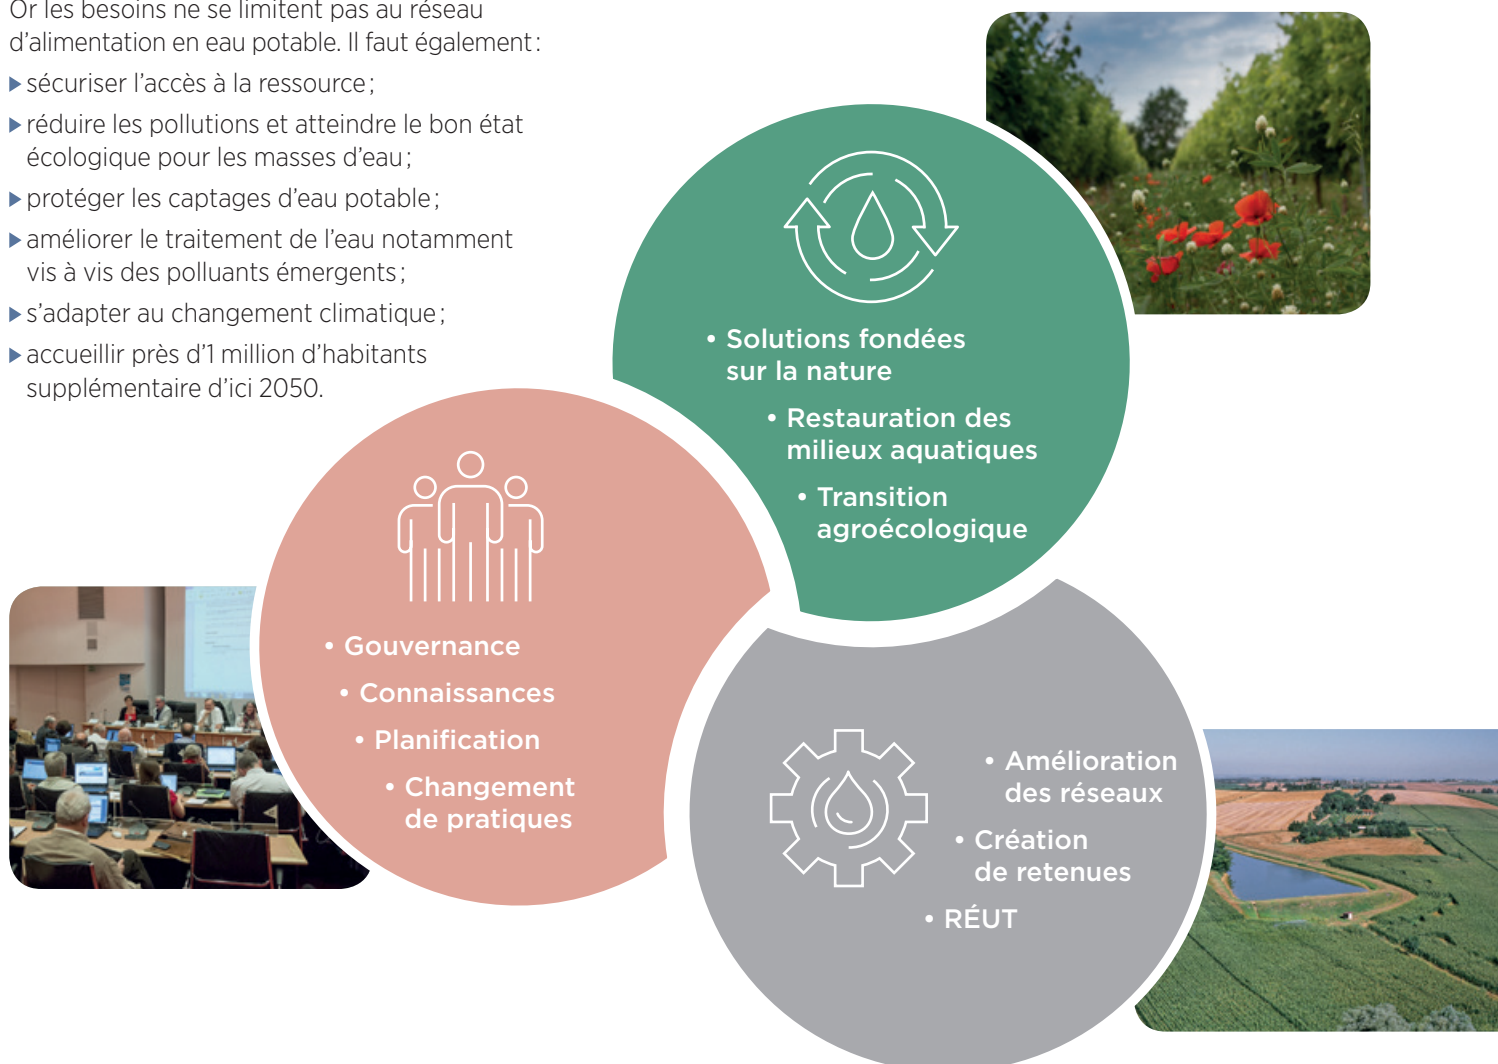 Or les besoins ne se limitent pas au réseau
d'alimentation en eau potable. Il faut également :
▶ sécuriser l'accès à la ressource ;
▶ réduire les pollutions et atteindre le bon état
écologique pour les masses d'eau ;
▶ protéger les captages d'eau potable ;
▶ améliorer le traitement de l'eau notamment
vis à vis des polluants émergents ;
▶ s'adapter au changement climatique ;
▶ accueillir près d'1 million d'habitants
supplémentaire d'ici 2050.
• Solutions fondées
sur la nature
• Restauration des
milieux aquatiques
• Transition
agroécologique
• Gouvernance
• Connaissances
• Planification
• Changement
de pratiques
• Amélioration
des réseaux
• Création
de retenues
• RÉUT